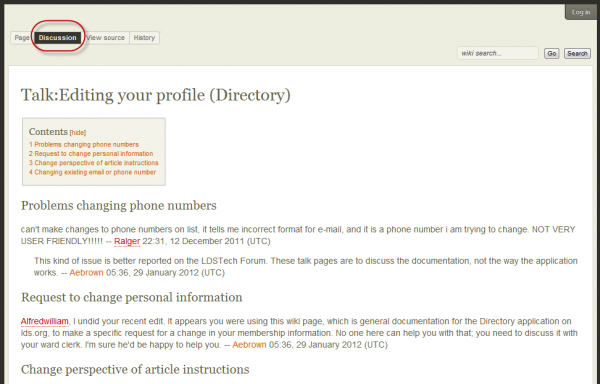 Log in
Page Discussion View source History
wiki search... Go Search
Talk:Editing your profile (Directory)
Contents [hide]
1 Problems changing phone numbers
2 Request to change personal information
3 Change perspective of article instructions
4 Changing existing email or phone number
Problems changing phone numbers
can't make changes to phone numbers on list, it tells me incorrect format for e-mail, and it is a phone number i am trying to change. NOT VERY
USER FRIENDLY!!!!! -- Ralger 22:31, 12 December 2011 (UTC)
This kind of issue is better reported on the LDSTech Forum. These talk pages are to discuss the documentation, not the way the application
works. -- Aebrown 05:36, 29 January 2012 (UTC)
Request to change personal information
Alfredwilliam, I undid your recent edit. It appears you were using this wiki page, which is general documentation for the Directory application on
lds.org, to make a specific request for a change in your membership information. No one here can help you with that; you need to discuss it with
your ward clerk. I'm sure he'd be happy to help you. -- Aebrown 05:36, 29 January 2012 (UTC)
Change perspective of article instructions